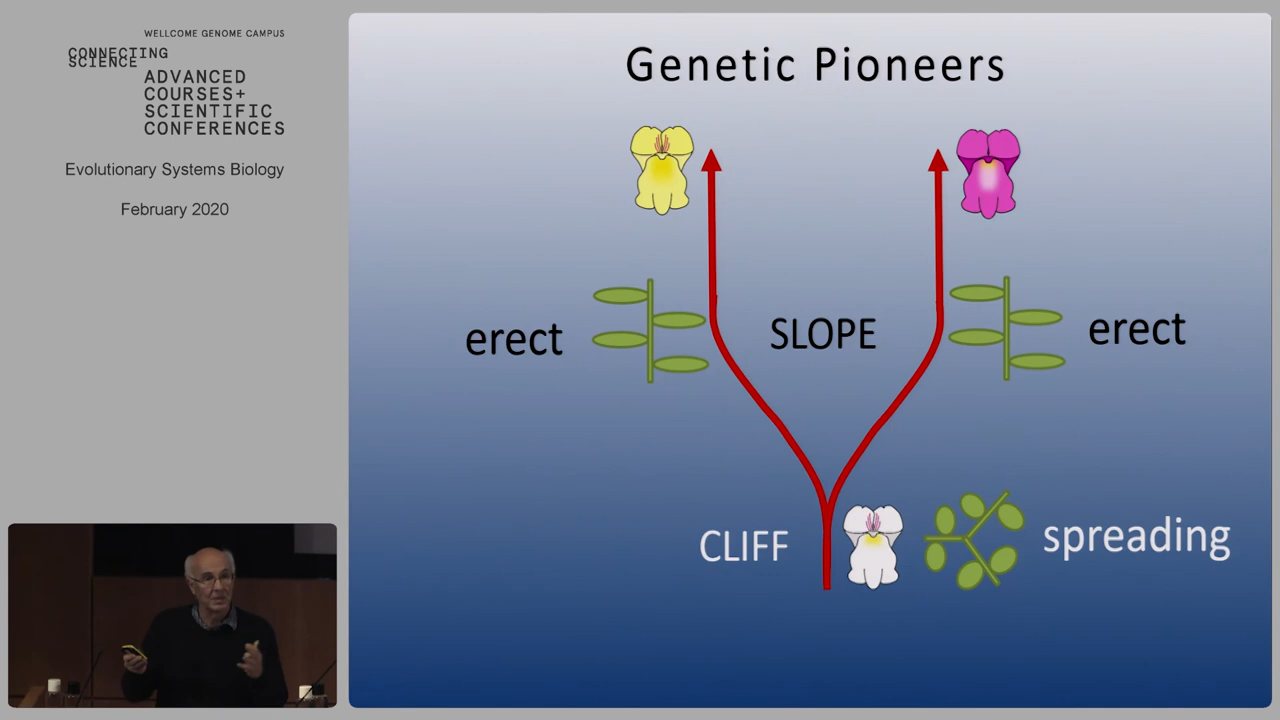 WELLCOME GENOME CAMPUS
CONNECTING
SCIENCE
ADVANCED
COURSES+
SCIENTIFIC
CONFERENCES
Evolutionary Systems Biology
February 2020
Genetic Pioneers
erect
SLOPE
erect
CLIFF
spreading